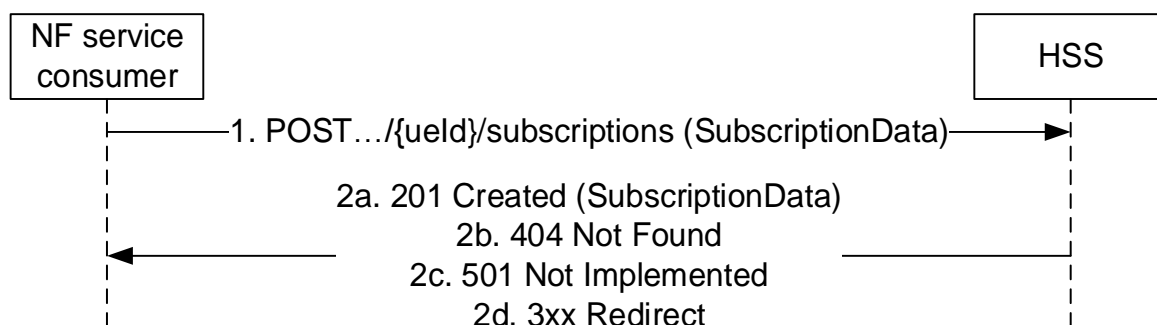 NF service
consumer
HSS
1. POST…/{ueId}/subscriptions (SubscriptionData)
2a. 201 Created (SubscriptionData)
2b. 404 Not Found
2c. 501 Not Implemented
2d. 3xx Redirect